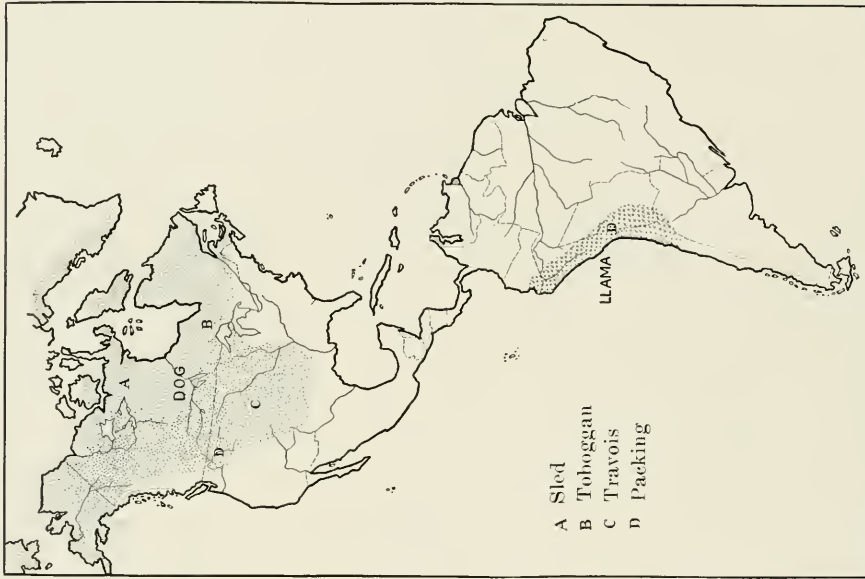 A
DOG
B
C
D
LLAMA
D
A Sled
B Toboggan
C Travois
D Packing